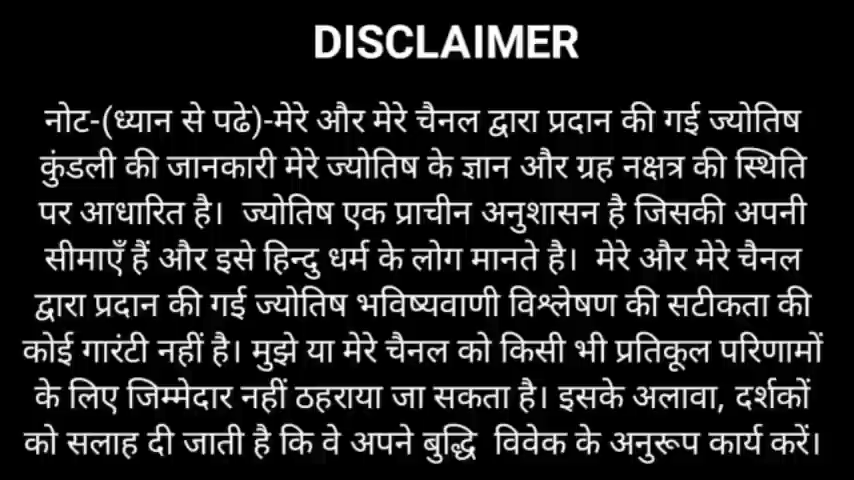 DISCLAIMER
नोट-(ध्यान से पढे)-मेरे और मेरे चैनल द्वारा प्रदान की गई ज्योतिष
कुंडली की जानकारी मेरे ज्योतिष के ज्ञान और ग्रह नक्षत्र की स्थिति
पर आधारित है। ज्योतिष एक प्राचीन अनुशासन है जिसकी अपनी
सीमाएँ हैं और इसे हिन्दु धर्म के लोग मानते है। मेरे और मेरे चैनल
द्वारा प्रदान की गई ज्योतिष भविष्यवाणी विश्लेषण की सटीकता की
कोई गारंटी नहीं है। मुझे या मेरे चैनल को किसी भी प्रतिकूल परिणामों
के लिए जिम्मेदार नहीं ठहराया जा सकता है। इसके अलावा, दर्शकों
को सलाह दी जाती है कि वे अपने बुद्धि विवेक के अनुरूप कार्य करें।